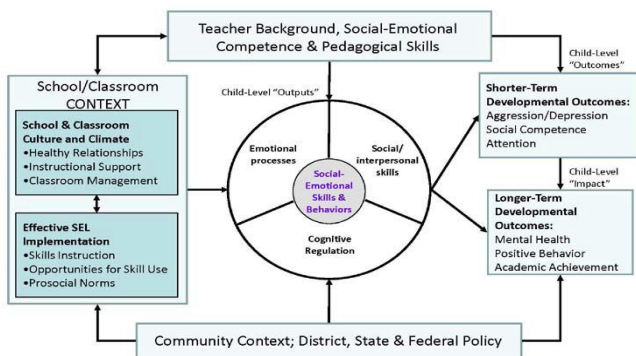 Teacher Background, Social-Emotional
Competence & Pedagogical Skills
School/Classroom
CONTEXT
School & Classroom
Culture and Climate
•Healthy Relationships
•Instructional Support
•Classroom Management
Effective SEL
Implementation
•Skills Instruction
•Opportunities for Skill Use
•Prosocial Norms
Child-Level "Outputs"
Emotional
processes
Social/
interpersonal
skills
Social-
Emotional
Skills &
Behaviors
Cognitive
Regulation
Child-Level
"Outcomes"
Shorter-Term
Developmental Outcomes:
Aggression/Depression
Social Competence
Attention
Child-Level
"Impact"
Longer-Term
Developmental
Outcomes:
Mental Health
Positive Behavior
Academic Achievement
Community Context; District, State & Federal Policy